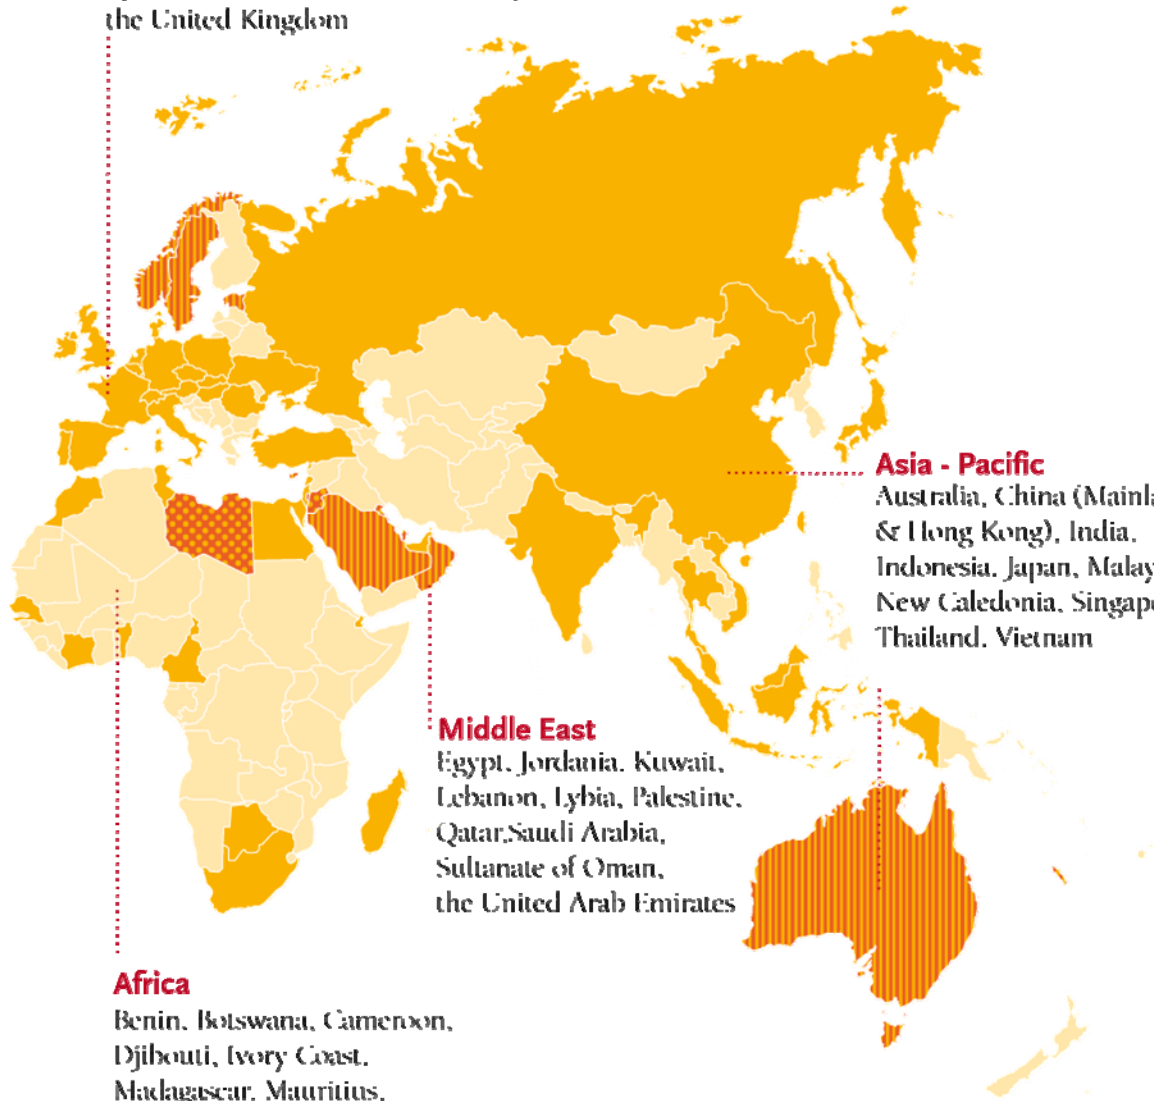 the United Kingdom
Asia - Pacific
Australia, China (Mainla
& Hong Kong), India,
Indonesia, Japan, Malay
New Caledonia, Singap
Thailand, Vietnam
Middle East
Egypt, Jordania, Kuwait,
Lebanon, Lybia, Palestine,
Qatar,Saudi Arabia,
Sultanate of Oman,
the United Arab Emirates
Africa
Benin, Botswana, Cameroon,
Djibouti, Ivory Coast,
Madagascar, Mauritius,